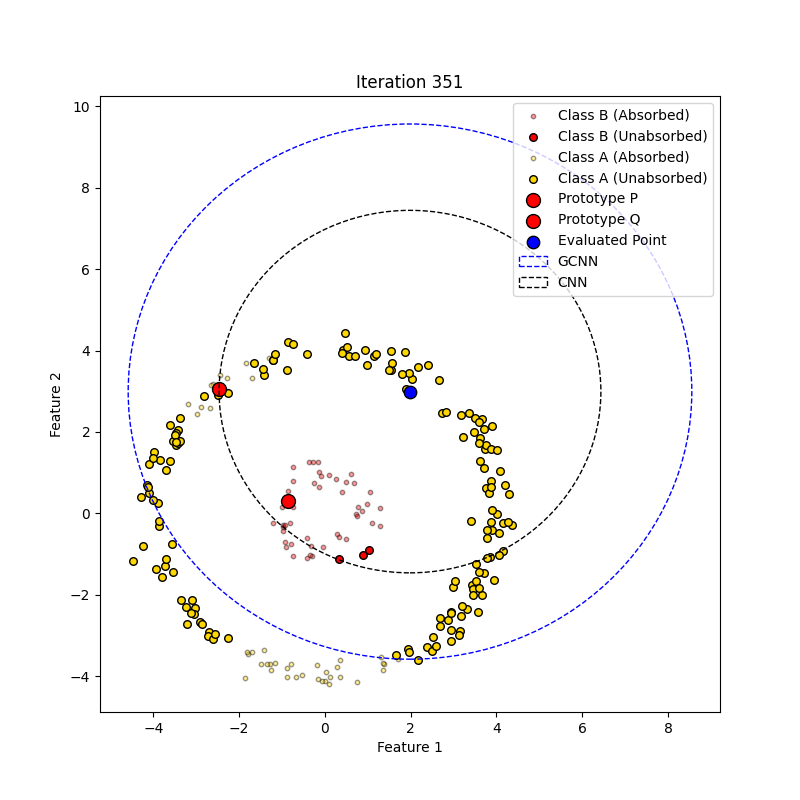 Iteration 351
Class B (Absorbed)
Class B (Unabsorbed)
Class A (Absorbed)
Class A (Unabsorbed)
Prototype P
Prototype Q
Evaluated Point
GCNN
CNN
10
8
6
4
2
0
−2
−4
Feature 2
−4 −2 0 2 4 6 8
Feature 1